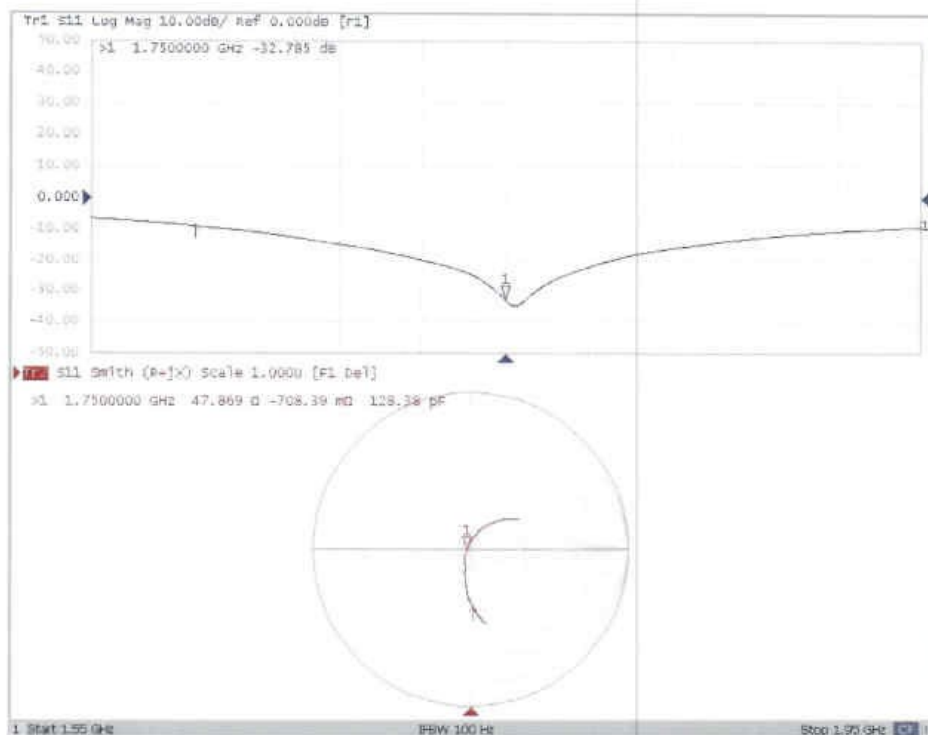 Tr1 S11 Log Mag 10.00dB/ Ref 0.000dB [F1]
50.00
>1 1.7500000 GHz -32.785 dB
40.00
30.00
20.00
10.00
0.000
-10.00
1
-20.00
1
-30.00
-40.00
-50.00
S11 Smith (R+jX) Scale 1.000U [F1 Del]
>1 1.7500000 GHz 47.869 Ω -708.39 mΩ 128.38 pF
1
1 Start 1.55 GHz IFBW 100 Hz Stop 1.95 GHz